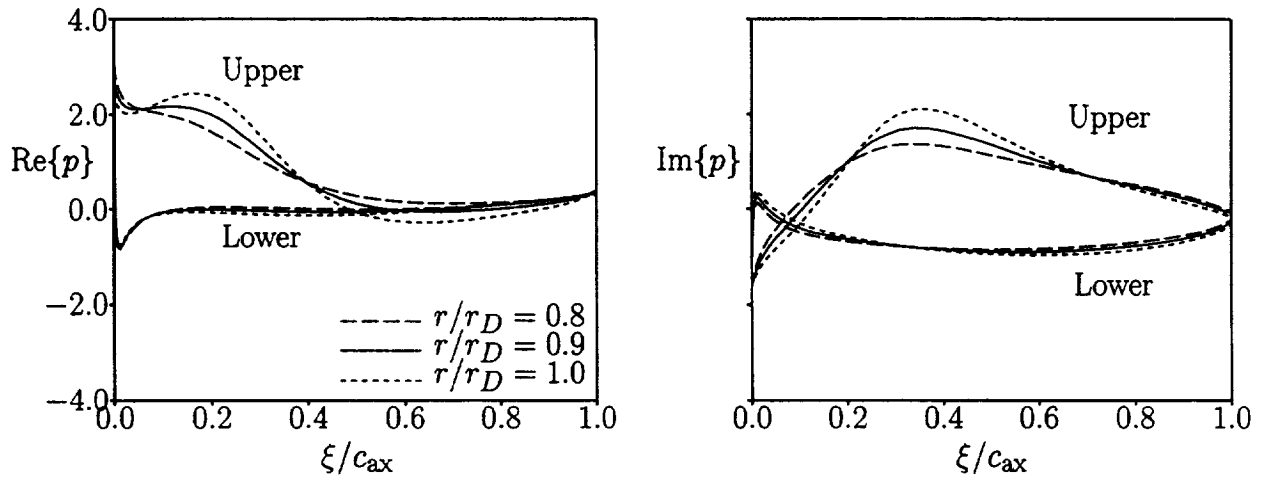 4.0
Upper
2.0
Re{p}
0.0
Lower
−2.0
r/r_D = 0.8
r/r_D = 0.9
r/r_D = 1.0
−4.0
0.0 0.2 0.4 0.6 0.8 1.0
ξ/c_ax
Upper
Im{p}
Lower
0.0 0.2 0.4 0.6 0.8 1.0
ξ/c_ax